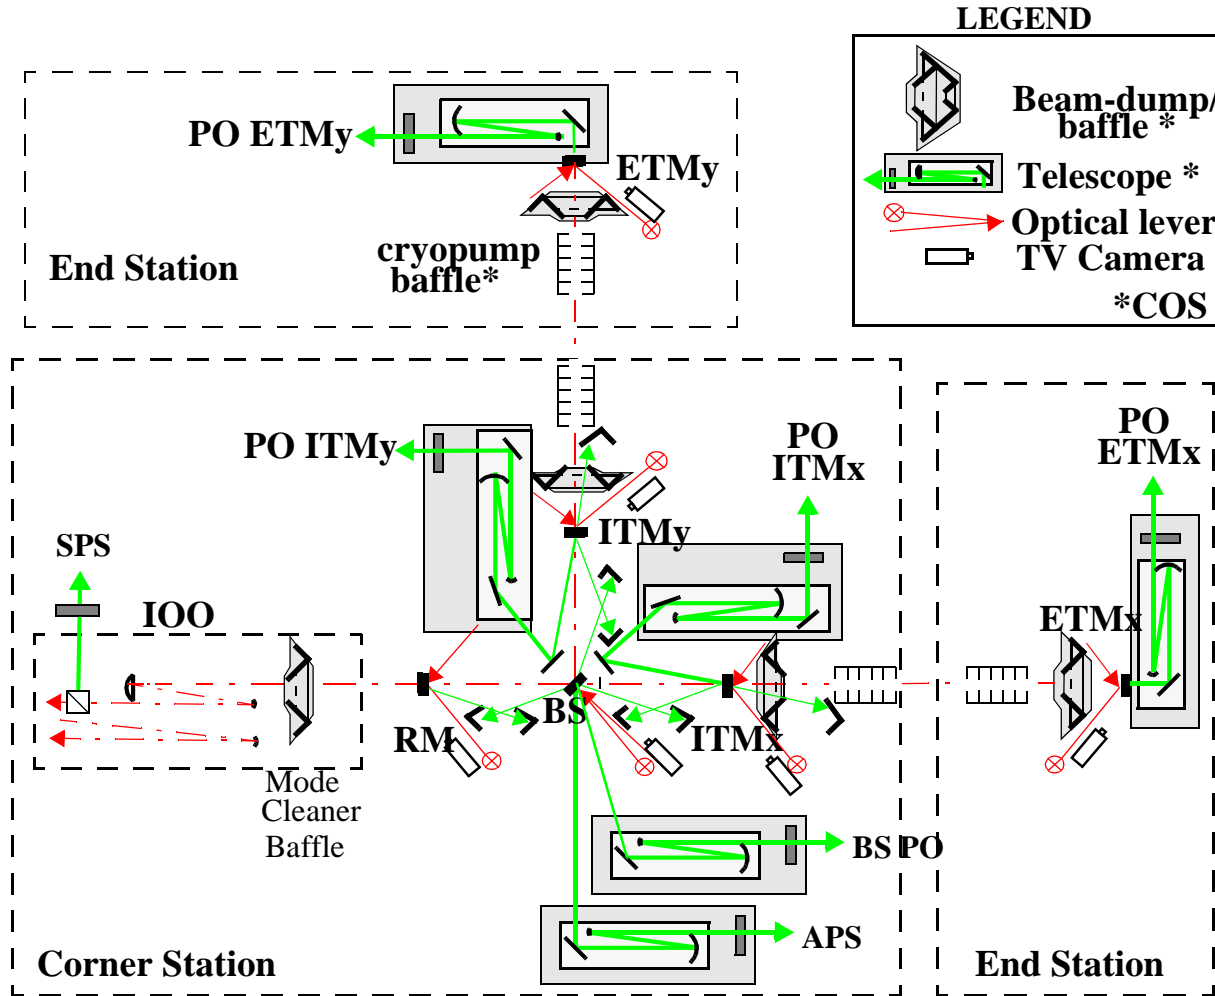 LEGEND
Beam-dump/
baffle *
Telescope *
Optical lever
TV Camera
*COS
PO ETMy
ETMy
cryopump
baffle*
End Station
PO ITMy
PO
ITMx
PO
ETMx
ITMy
SPS
IOO
ETMx
BS
RM
ITMx
Mode
Cleaner
Baffle
BS PO
APS
Corner Station
End Station